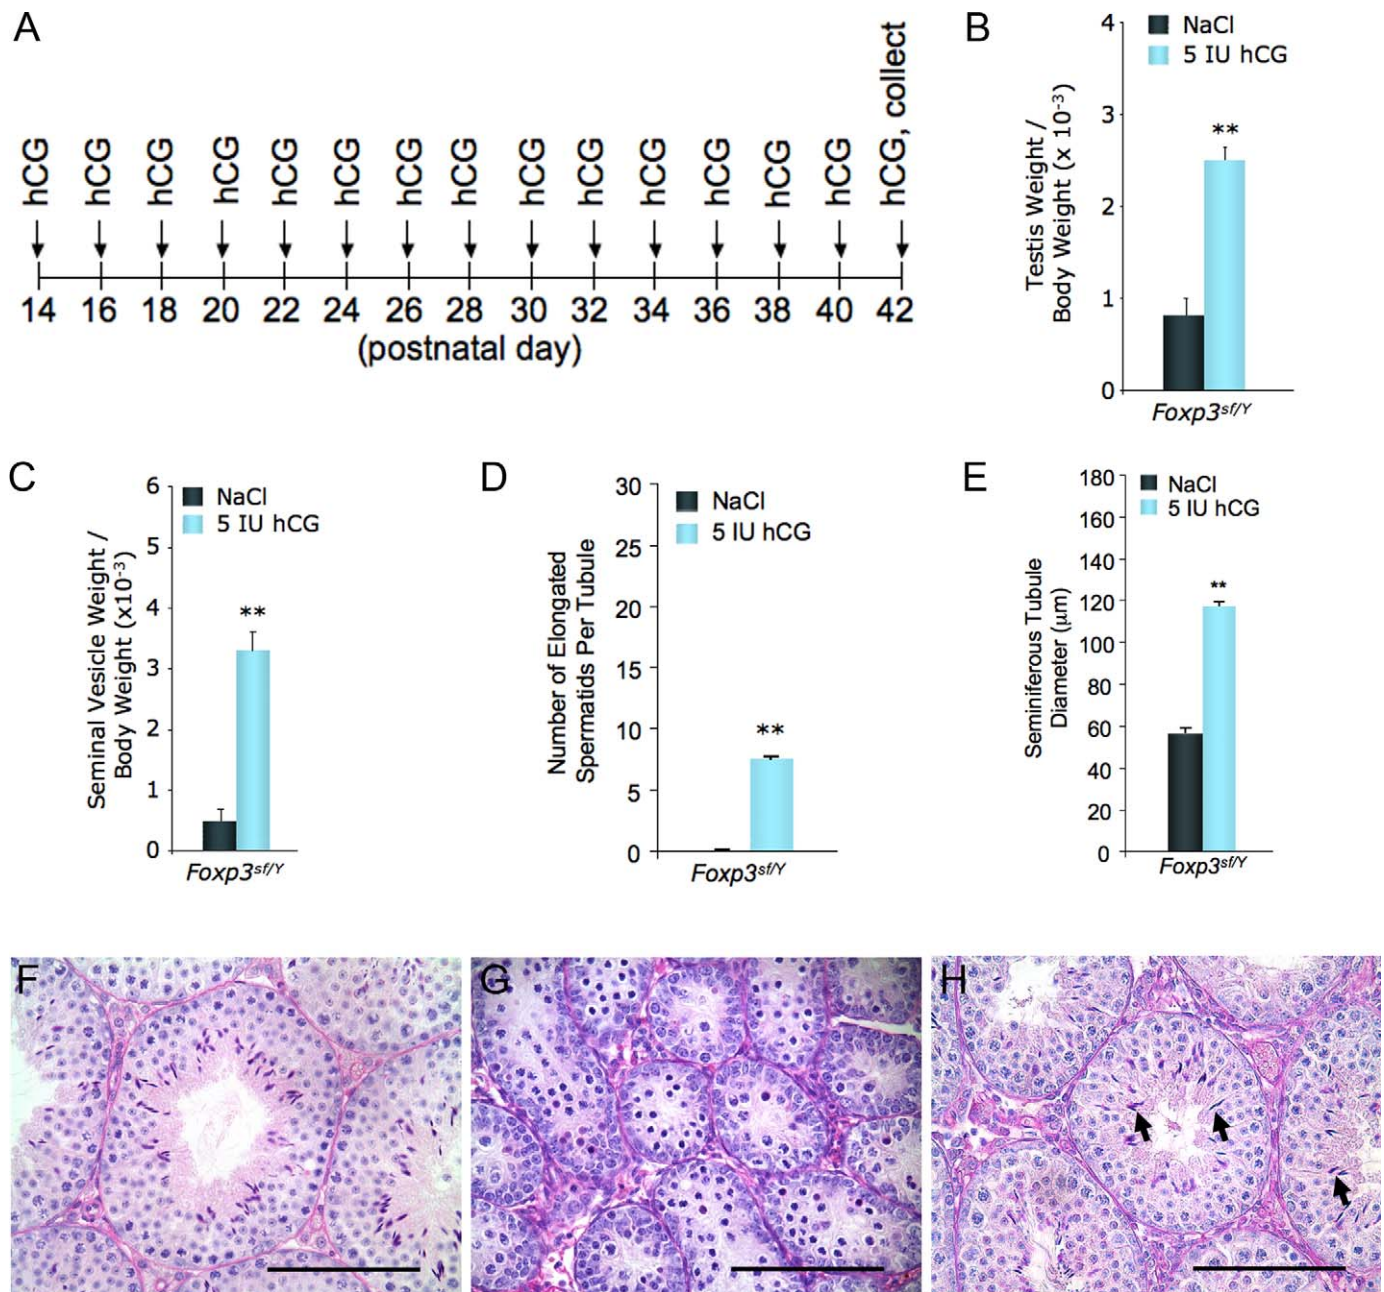 A
hCG hCG hCG hCG hCG hCG hCG hCG hCG hCG hCG hCG hCG hCG hCG, collect
14 16 18 20 22 24 26 28 30 32 34 36 38 40 42
(postnatal day)
B
Testis Weight /
Body Weight (x 10-3)
4
3
2
1
0
NaCl
5 IU hCG
**
Foxp3sf/Y
C
Seminal Vesicle Weight /
Body Weight (x10-3)
6
5
4
3
2
1
0
NaCl
5 IU hCG
**
Foxp3sf/Y
D
Number of Elongated
Spermatids Per Tubule
30
25
20
15
10
5
0
NaCl
5 IU hCG
**
Foxp3sf/Y
E
Seminiferous Tubule
Diameter (μm)
180
160
140
120
100
80
60
40
20
0
NaCl
5 IU hCG
**
Foxp3sf/Y
F
G
H